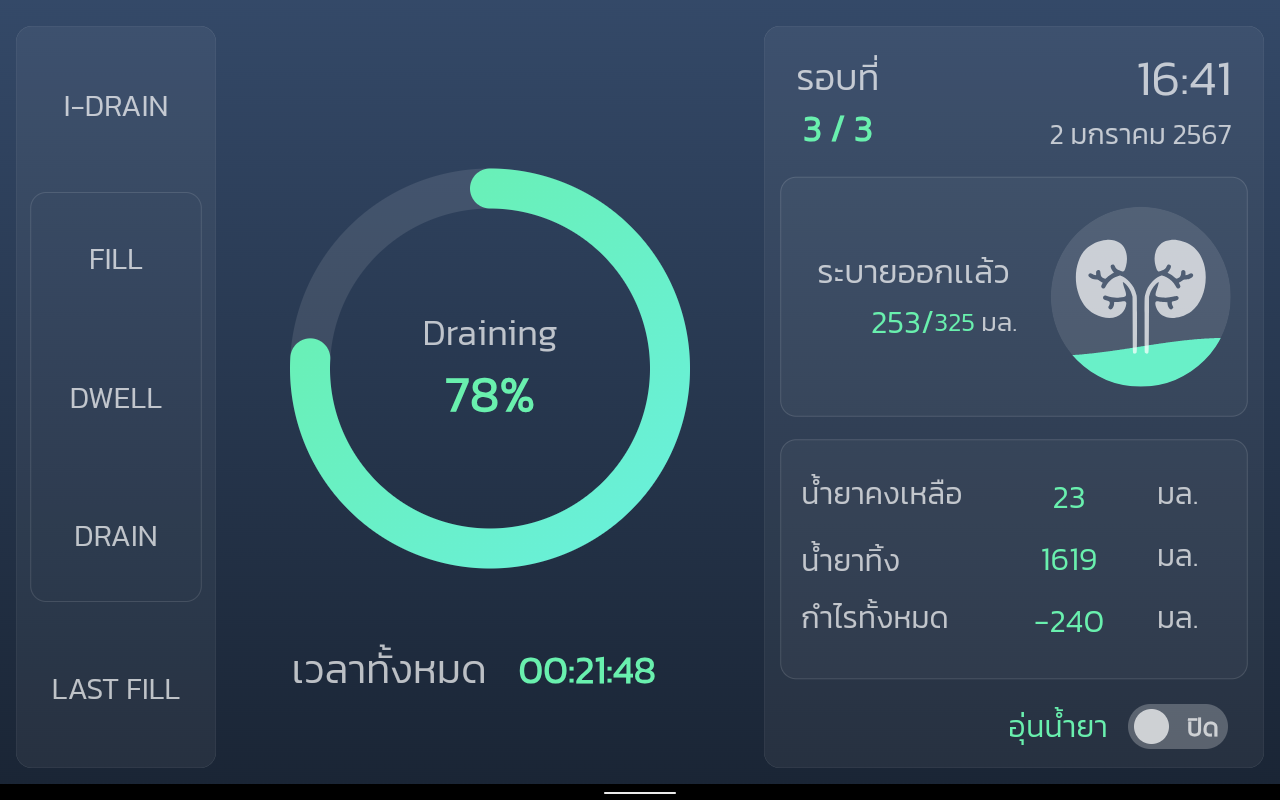 I-DRAIN
FILL
DWELL
DRAIN
LAST FILL
Draining
78%
เวลาทั้งหมด 00:21:48
รอบที่
3 / 3
16:41
2 มกราคม 2567
ระบายออกแล้ว
253/325 มล.
น้ำยาคงเหลือ 23 มล.
น้ำยาทิ้ง 1619 มล.
กำไรทั้งหมด -240 มล.
อุ่นน้ำยา ปิด